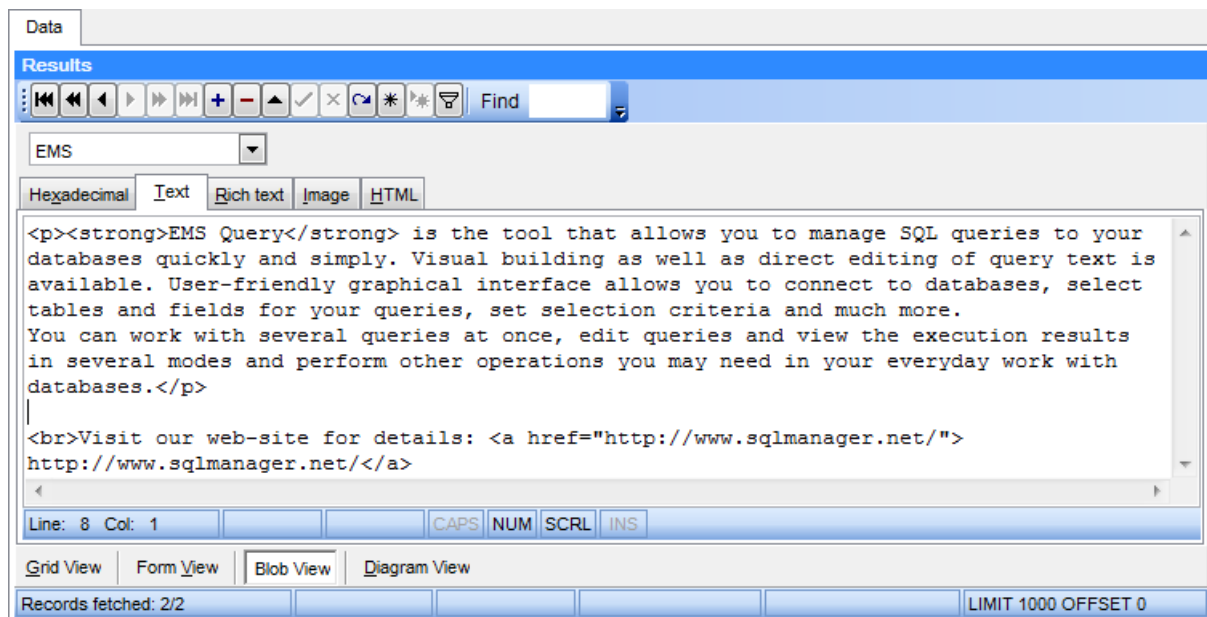 Data
Results
Find
EMS
Hexadecimal Text Rich text Image HTML
<p><strong>EMS Query</strong> is the tool that allows you to manage SQL queries to your
databases quickly and simply. Visual building as well as direct editing of query text is
available. User-friendly graphical interface allows you to connect to databases, select
tables and fields for your queries, set selection criteria and much more.
You can work with several queries at once, edit queries and view the execution results
in several modes and perform other operations you may need in your everyday work with
databases.</p>
<br>Visit our web-site for details: <a href="http://www.sqlmanager.net/">
http://www.sqlmanager.net/</a>
Line: 8 Col: 1 CAPS NUM SCRL INS
Grid View Form View Blob View Diagram View
Records fetched: 2/2 LIMIT 1000 OFFSET 0